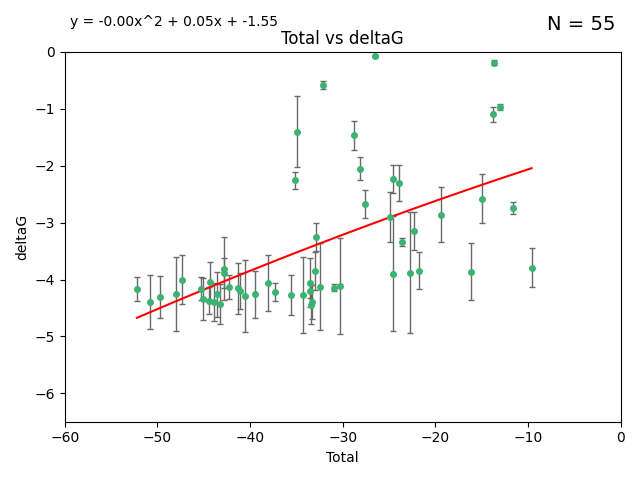 y = -0.00x^2 + 0.05x + -1.55
N = 55
Total vs deltaG
0
−1
−2
−3
−4
−5
−6
deltaG
−60 −50 −40 −30 −20 −10 0
Total